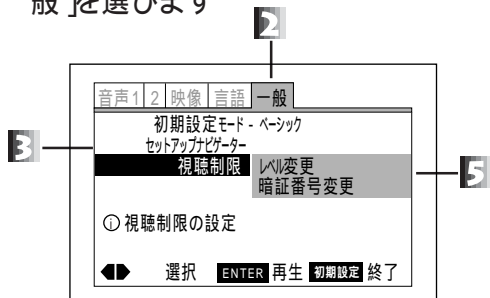 般」を選びます
2
音声1 2 映像 言語 一般
初期設定モード - ベーシック
セットアップナビゲーター
3
視聴制限 レベル変更
5
暗証番号変更
ⓘ 視聴制限の設定
選択 ENTER 再生 初期設定 終了